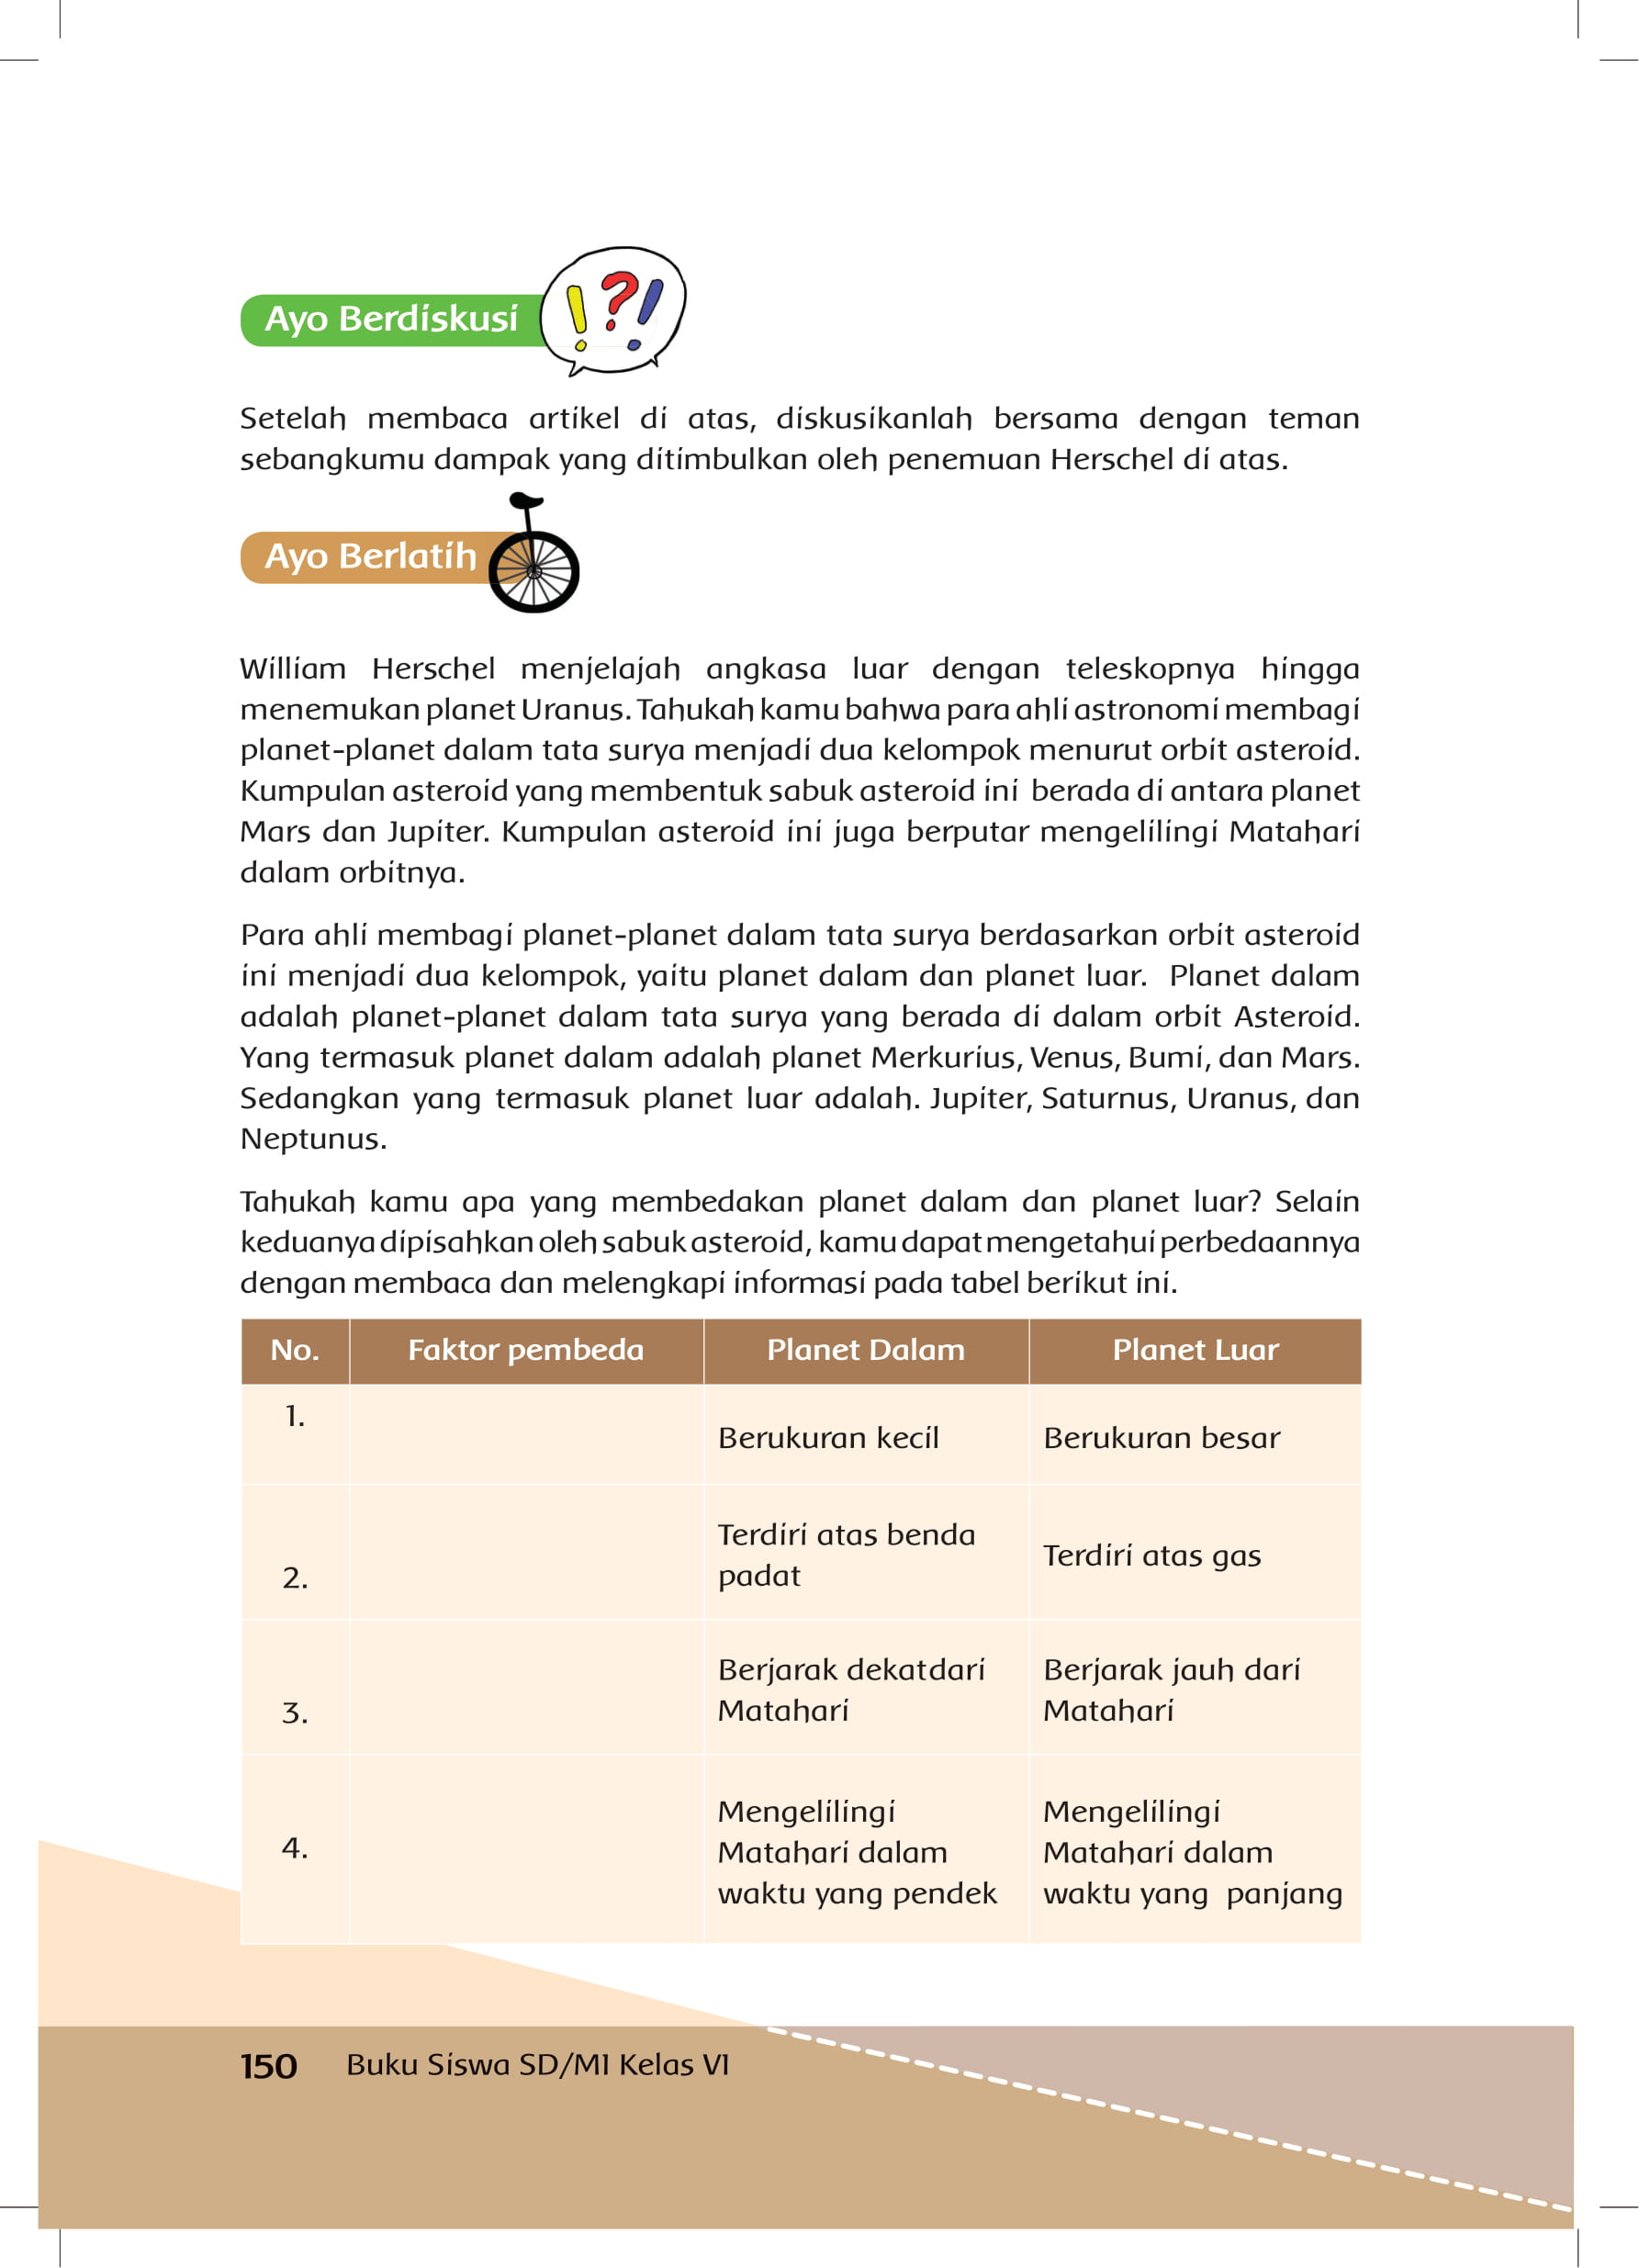 Ayo Berdiskusi
Setelah membaca artikel di atas, diskusikanlah bersama dengan teman
sebangkumu dampak yang ditimbulkan oleh penemuan Herschel di atas.
Ayo Berlatih
William Herschel menjelajah angkasa luar dengan teleskopnya hingga
menemukan planet Uranus. Tahukah kamu bahwa para ahli astronomi membagi
planet-planet dalam tata surya menjadi dua kelompok menurut orbit asteroid.
Kumpulan asteroid yang membentuk sabuk asteroid ini berada di antara planet
Mars dan Jupiter. Kumpulan asteroid ini juga berputar mengelilingi Matahari
dalam orbitnya.
Para ahli membagi planet-planet dalam tata surya berdasarkan orbit asteroid
ini menjadi dua kelompok, yaitu planet dalam dan planet luar. Planet dalam
adalah planet-planet dalam tata surya yang berada di dalam orbit Asteroid.
Yang termasuk planet dalam adalah planet Merkurius, Venus, Bumi, dan Mars.
Sedangkan yang termasuk planet luar adalah. Jupiter, Saturnus, Uranus, dan
Neptunus.
Tahukah kamu apa yang membedakan planet dalam dan planet luar? Selain
keduanya dipisahkan oleh sabuk asteroid, kamu dapat mengetahui perbedaannya
dengan membaca dan melengkapi informasi pada tabel berikut ini.
No. Faktor pembeda Planet Dalam Planet Luar
1.
Berukuran kecil
Berukuran besar
2.
Terdiri atas benda
padat
Terdiri atas gas
3.
Berjarak dekatdari
Matahari
Berjarak jauh dari
Matahari
4.
Mengelilingi
Matahari dalam
waktu yang pendek
Mengelilingi
Matahari dalam
waktu yang panjang
150 Buku Siswa SD/MI Kelas VI